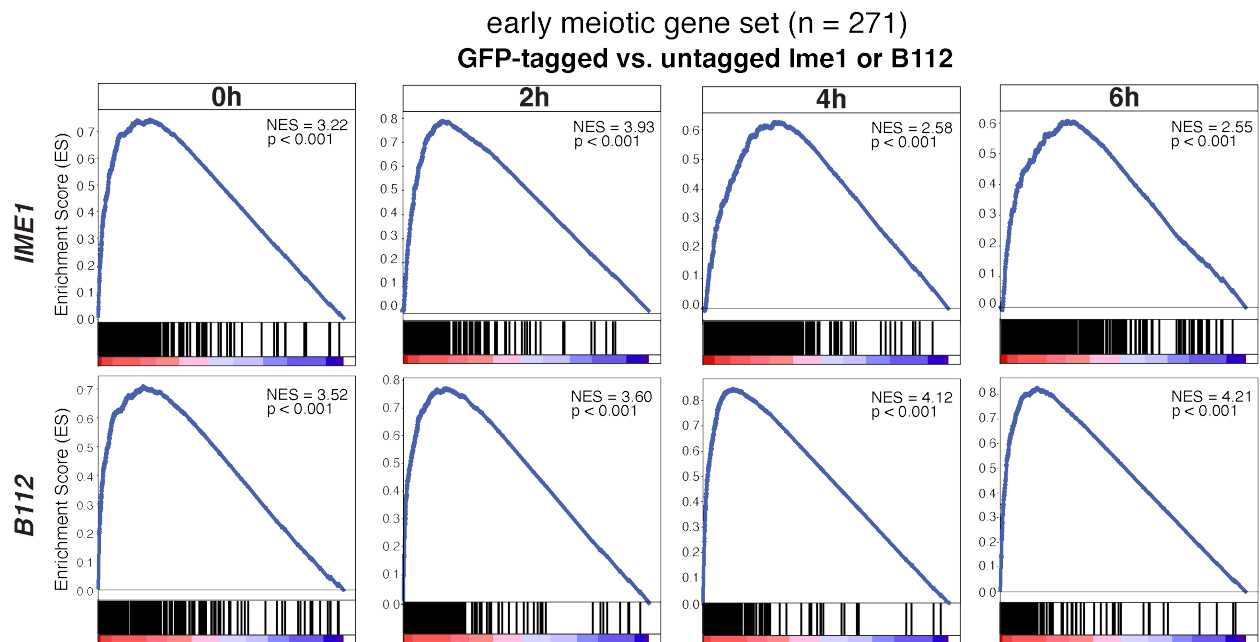 early meiotic gene set (n = 271)
GFP-tagged vs. untagged Ime1 or B112
0h
2h
4h
6h
IME1
Enrichment Score (ES)
0.7
0.6
0.5
0.4
0.3
0.2
0.1
0.0
NES = 3.22
p < 0.001
0.8
0.7
0.6
0.5
0.4
0.3
0.2
0.1
0.0
NES = 3.93
p < 0.001
0.6
0.5
0.4
0.3
0.2
0.1
0.0
NES = 2.58
p < 0.001
0.6
0.5
0.4
0.3
0.2
0.1
0.0
NES = 2.55
p < 0.001
B112
Enrichment Score (ES)
0.7
0.6
0.5
0.4
0.3
0.2
0.1
0.0
NES = 3.52
p < 0.001
0.8
0.7
0.6
0.5
0.4
0.3
0.2
0.1
0.0
NES = 3.60
p < 0.001
0.8
0.7
0.6
0.5
0.4
0.3
0.2
0.1
0.0
NES = 4.12
p < 0.001
0.8
0.7
0.6
0.5
0.4
0.3
0.2
0.1
0.0
NES = 4.21
p < 0.001